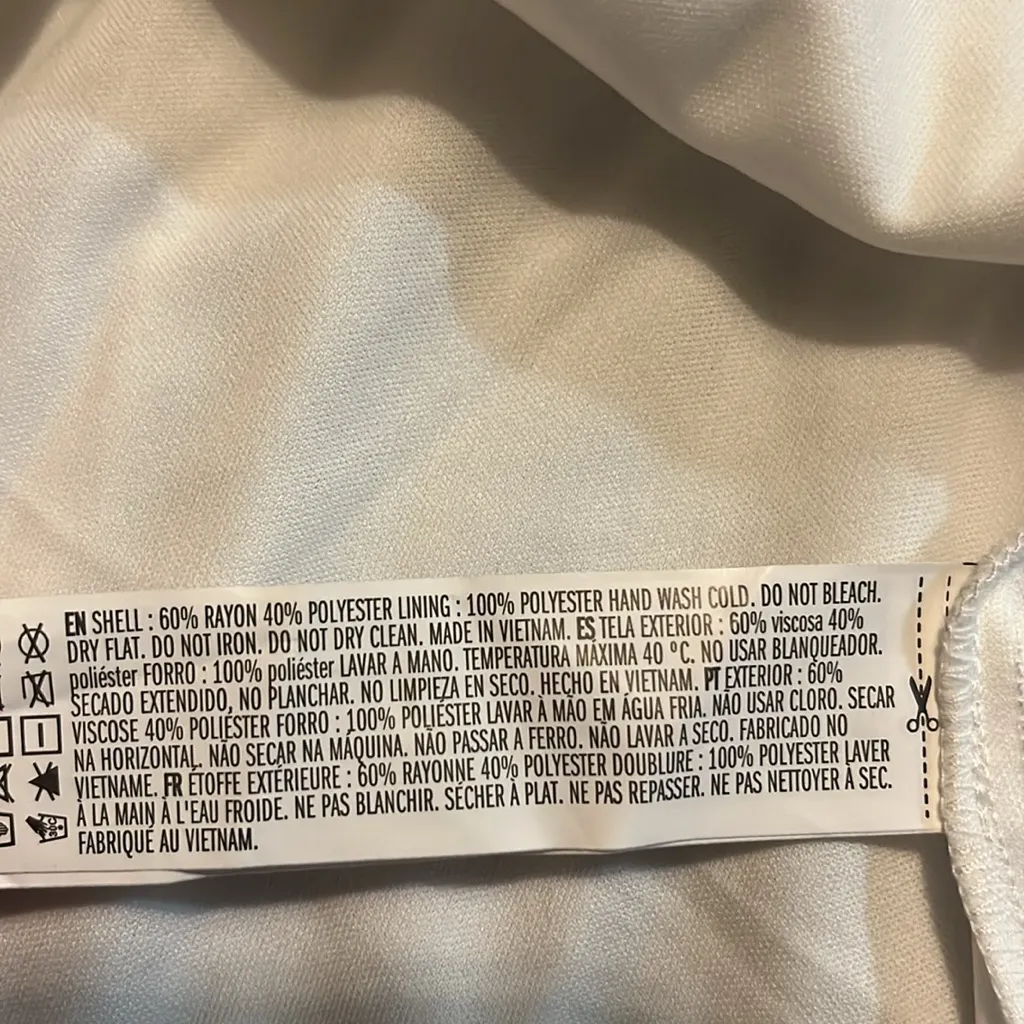 EN SHELL : 60% RAYON 40% POLYESTER LINING : 100% POLYESTER HAND WASH COLD. DO NOT BLEACH.
DRY FLAT. DO NOT IRON. DO NOT DRY CLEAN. MADE IN VIETNAM. ES TELA EXTERIOR : 60% viscosa 40%
poliéster FORRO : 100% poliéster LAVAR A MANO. TEMPERATURA MÁXIMA 40 ºC. NO USAR BLANQUEADOR.
SECADO EXTENDIDO, NO PLANCHAR. NO LIMPIEZA EN SECO. HECHO EN VIETNAM. PT EXTERIOR : 60%
VISCOSE 40% POLIÉSTER FORRO : 100% POLIÉSTER LAVAR À MÃO EM ÁGUA FRIA. NÃO USAR CLORO. SECAR
NA HORIZONTAL. NÃO SECAR NA MÁQUINA. NÃO PASSAR A FERRO. NÃO LAVAR A SECO. FABRICADO NO
VIETNAME. FR ÉTOFFE EXTÉRIEURE : 60% RAYONNE 40% POLYESTER DOUBLURE : 100% POLYESTER LAVER
À LA MAIN À L'EAU FROIDE. NE PAS BLANCHIR. SÉCHER À PLAT. NE PAS REPASSER. NE PAS NETTOYER À SEC.
FABRIQUÉ AU VIETNAM.